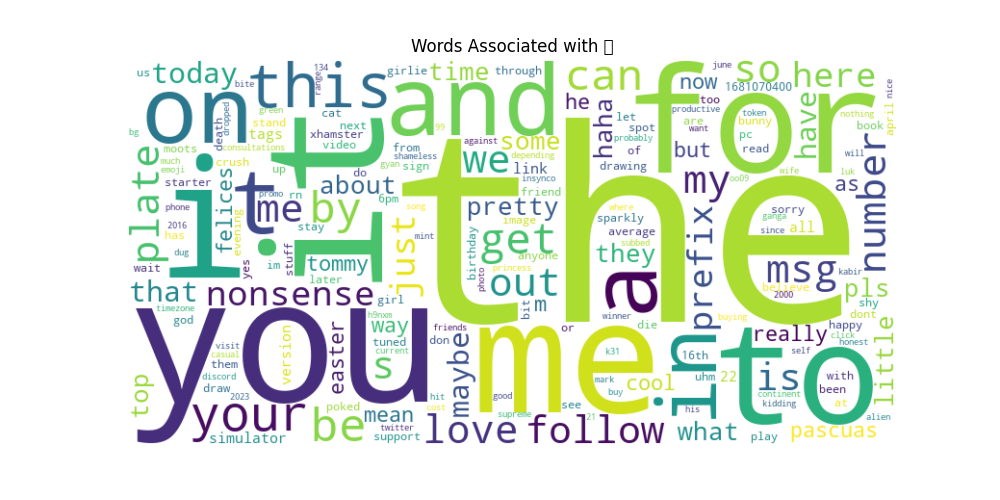 Words Associated with ▯
the
you
for
and
to
me
it
on
this
i
in
a
is
my
we
be
by
can
so
here
have
today
time
plate
that
nonsense
your
love
follow
what
really
msg
number
prefix
they
get
out
pretty
some
just
about
tommy
maybe
mean
way
s
m
he
haha
but
now
as
pls
little
pascuas
cool
top
felices
easter
version
simulator
support
poked
tuned
girl
later
stay
tags
stand
starter
moots
crush
up
us
bite
range
134
girlie
through
cat
next
xhamster
video
from
shameless
sign
gyan
99
against
depending
link
insynco
friend
image
anyone
birthday
photo
princess
song
mint
6pm
do
rn
im
stuff
yes
promo
evening
has
2016
phone
dug
wait
god
timezone
visit
casual
them
discord
draw
2023
twitter
hit
cost
good
supreme
friends
don
current
h9nxm
bit
or
winner
see
21
mark
buy
k31
die
his
16th
uhm
22
buying
play
kidding
continent
self
with
been
at
alien
honest
click
happy
dont
shy
kabir
2000
believe
since
all
sorry
ganga
oo09
luk
will
wife
book
nothing
april
nice
june
1681070400
too
productive
are
want
token
bunny
pc
read
let
spot
probably
of
drawing
sparkly
average
subbed
where
bg
much
emoji
death
dropped
green
consultations